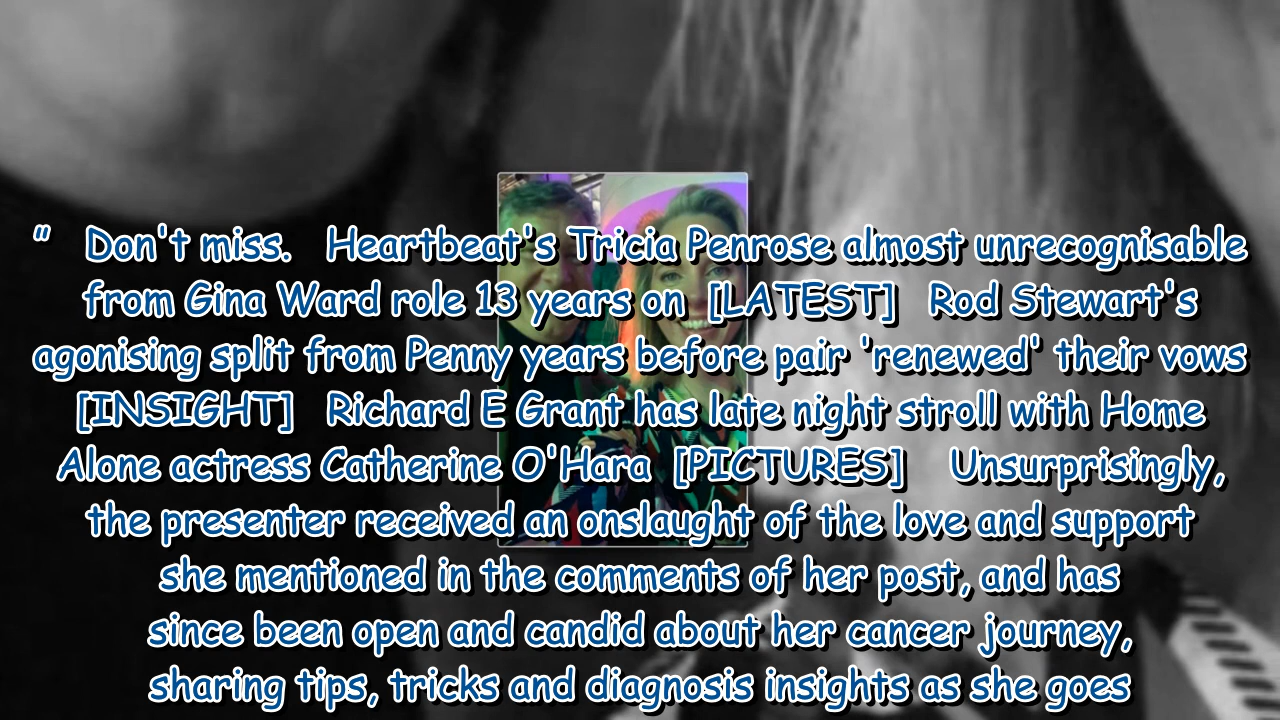 ” Don't miss. Heartbeat's Tricia Penrose almost unrecognisable
from Gina Ward role 13 years on [LATEST] Rod Stewart's
agonising split from Penny years before pair 'renewed' their vows
[INSIGHT] Richard E Grant has late night stroll with Home
Alone actress Catherine O'Hara [PICTURES] Unsurprisingly,
the presenter received an onslaught of the love and support
she mentioned in the comments of her post, and has
since been open and candid about her cancer journey,
sharing tips, tricks and diagnosis insights as she goes